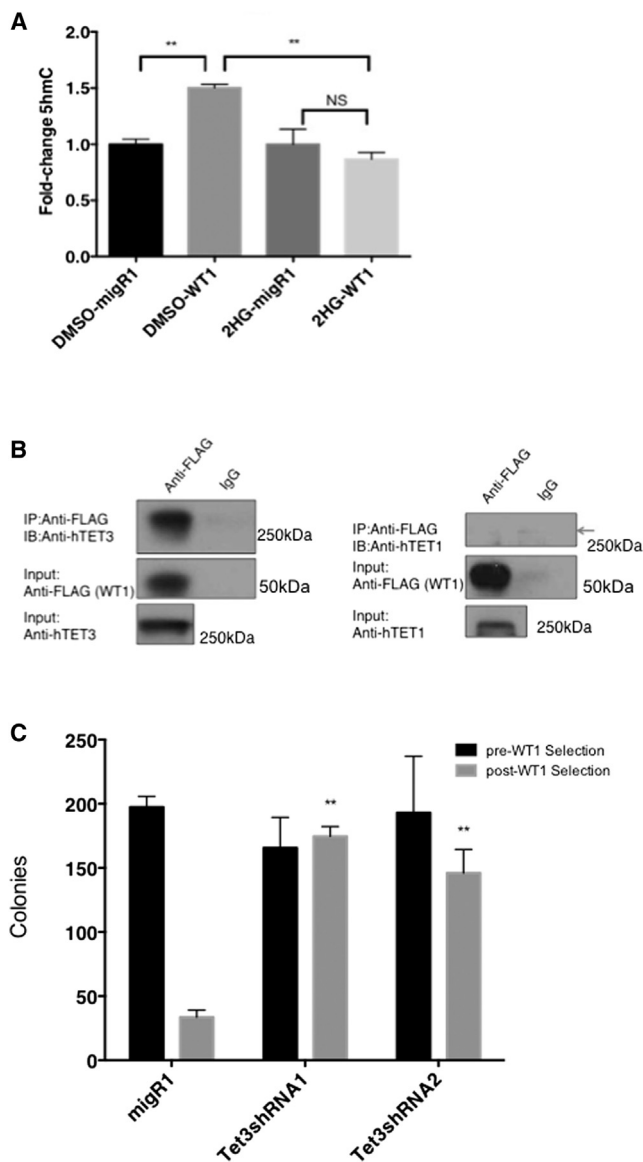 A
Fold-change 5hmC
2.0
1.5
1.0
0.5
0.0
**
**
NS
DMSO-migR1
DMSO-WT1
2HG-migR1
2HG-WT1
B
Anti-FLAG
IgG
IP:Anti-FLAG
IB:Anti-hTET3
250kDa
Input:
Anti-FLAG (WT1)
50kDa
Input:
Anti-hTET3
250kDa
Anti-FLAG
IgG
IP:Anti-FLAG
IB:Anti-hTET1
250kDa
Input:
Anti-FLAG (WT1)
50kDa
Input:
Anti-hTET1
250kDa
C
Colonies
250
200
150
100
50
0
pre-WT1 Selection
post-WT1 Selection
**
**
migR1
Tet3shRNA1
Tet3shRNA2